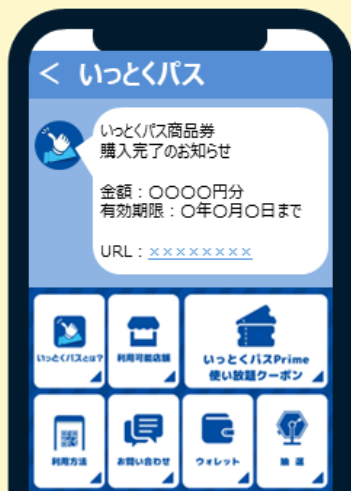 < いっとくパス
いっとくパス商品券
購入完了のお知らせ
金額：〇〇〇〇円分
有効期限：〇年〇月〇日まで
URL：××××××××
いっとくパスとは?
利用可能店舗
いっとくパスPrime
使い放題クーポン
利用方法
お問い合わせ
ウォレット
抽選